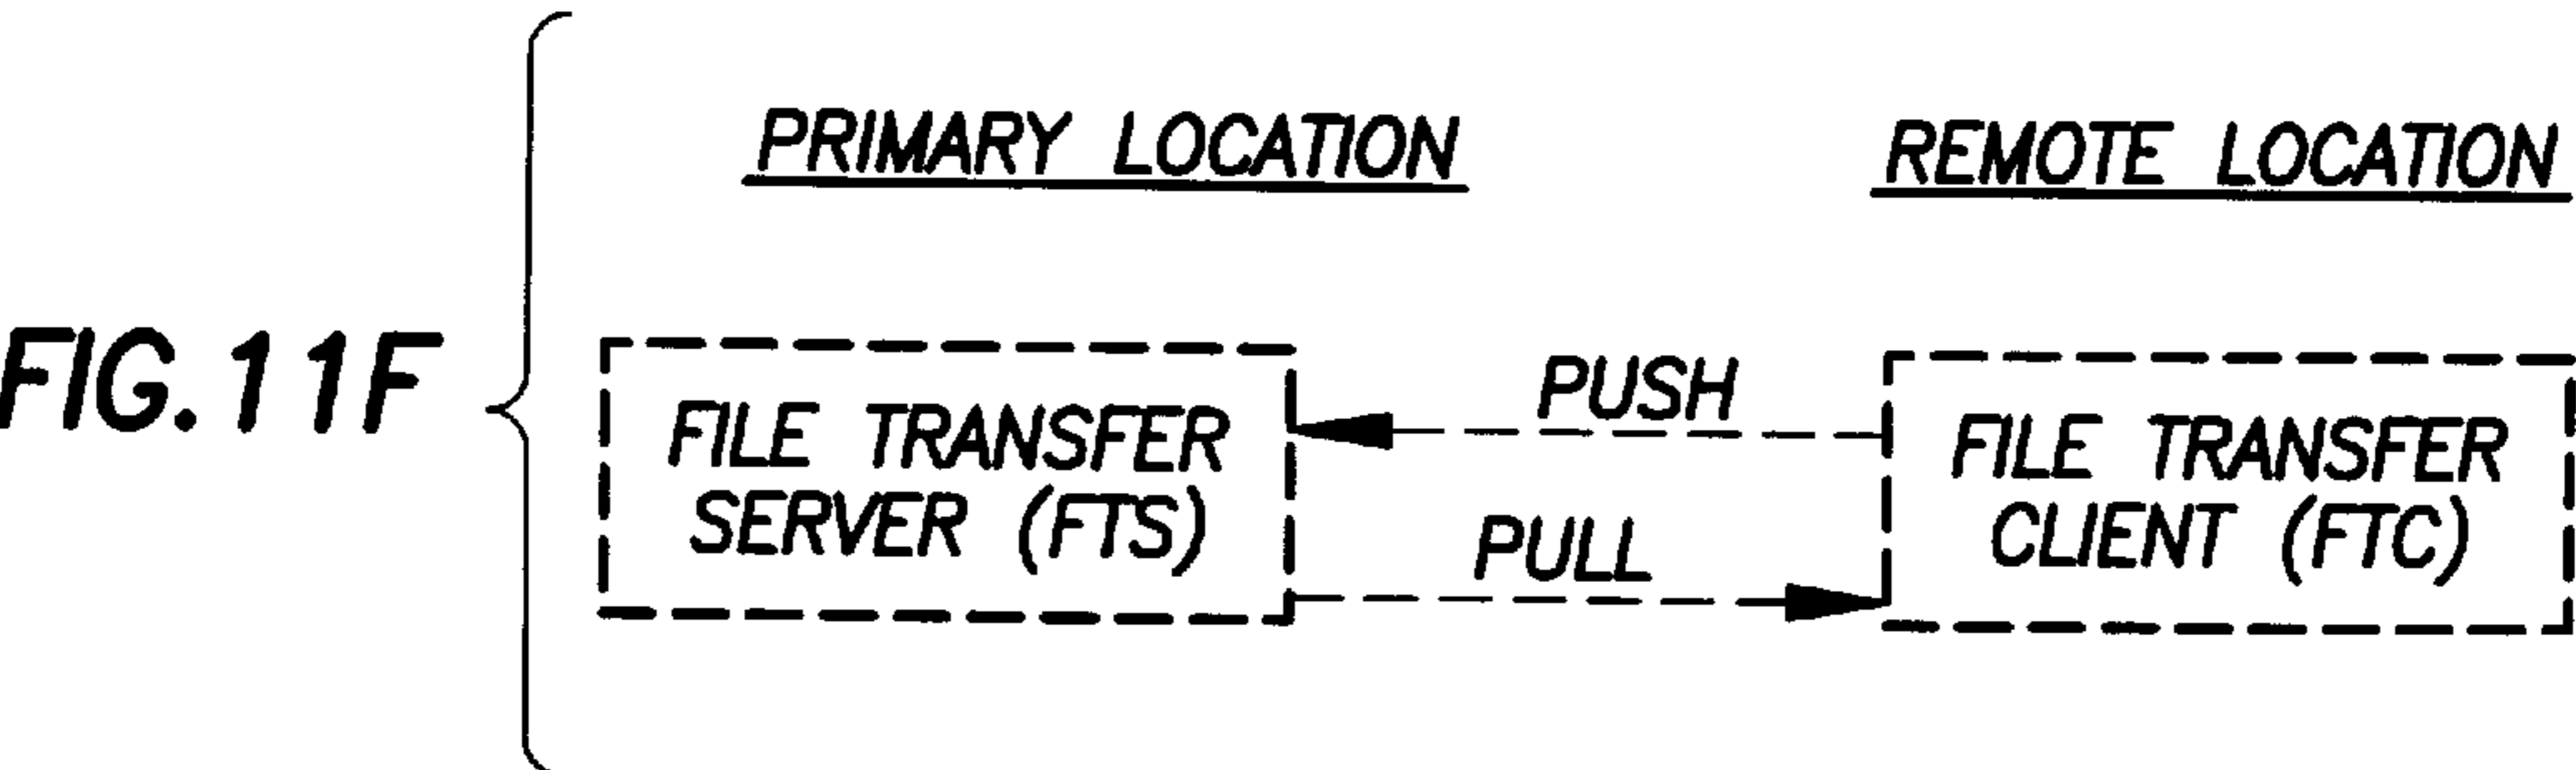 FIG. 11F
PRIMARY LOCATION
REMOTE LOCATION
FILE TRANSFER
SERVER (FTS)
PUSH
PULL
FILE TRANSFER
CLIENT (FTC)